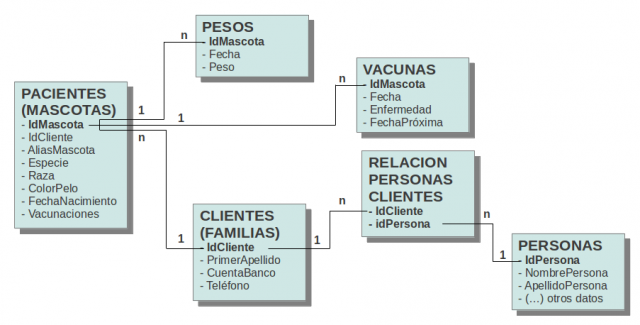 PESOS
- IdMascota
- Fecha
- Peso
n
VACUNAS
- IdMascota
- Fecha
- Enfermedad
- FechaPróxima
n
PACIENTES
(MASCOTAS)
- IdMascota
- IdCliente
- AliasMascota
- Especie
- Raza
- ColorPelo
- FechaNacimiento
- Vacunaciones
1
1
n
RELACION
PERSONAS
CLIENTES
- IdCliente
- idPersona
n
n
CLIENTES
(FAMILIAS)
- IdCliente
- PrimerApellido
- CuentaBanco
- Teléfono
1
1
PERSONAS
- IdPersona
- NombrePersona
- ApellidoPersona
- (...) otros datos
1